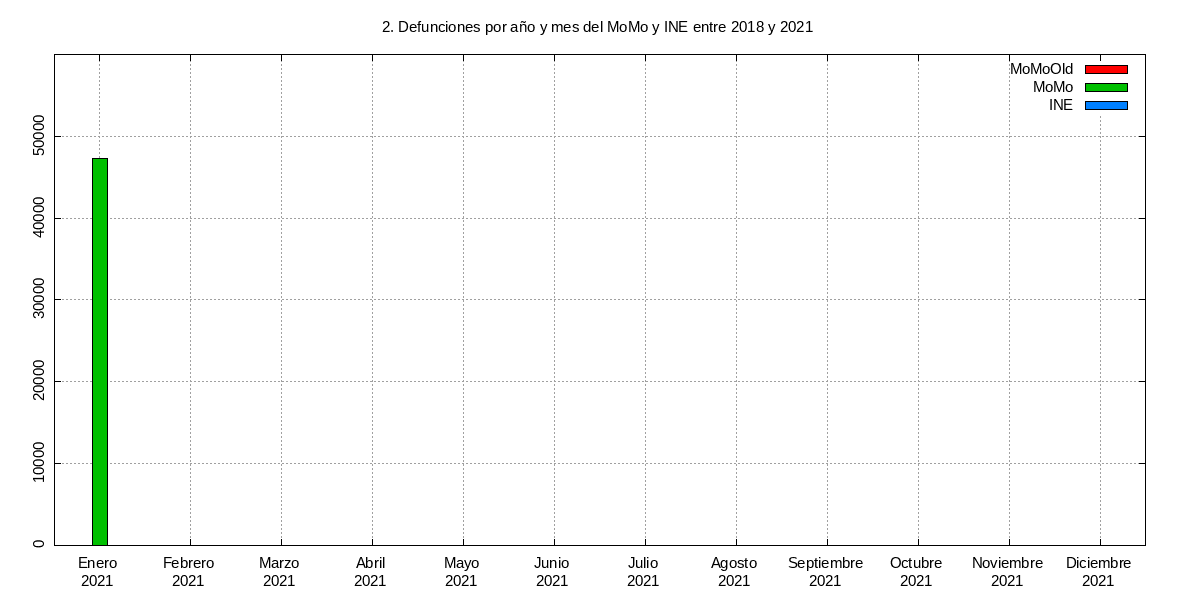 2. Defunciones por año y mes del MoMo y INE entre 2018 y 2021
MoMoOld
MoMo
INE
50000
40000
30000
20000
10000
0
Enero Febrero Marzo Abril Mayo Junio Julio Agosto Septiembre Octubre Noviembre Diciembre
2021 2021 2021 2021 2021 2021 2021 2021 2021 2021 2021 2021